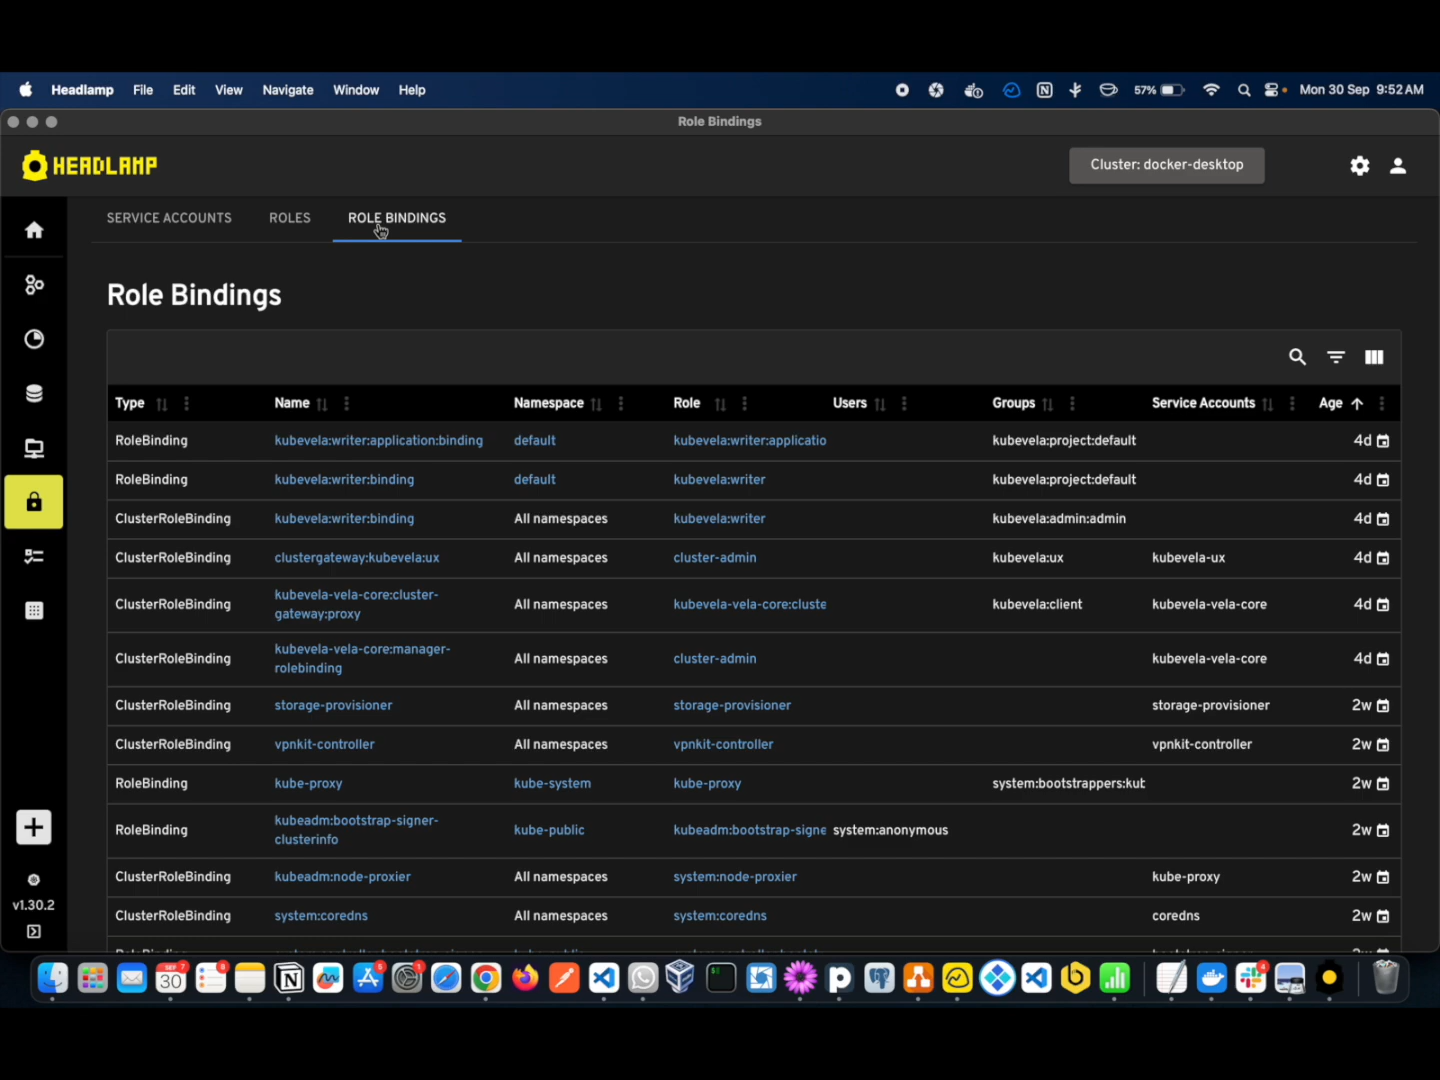 Headlamp File Edit View Navigate Window Help 57% Mon 30 Sep 9:52 AM
Role Bindings
HEADLAMP
Cluster: docker-desktop
SERVICE ACCOUNTS ROLES ROLE BINDINGS
Role Bindings
Type Name Namespace Role Users Groups Service Accounts Age
RoleBinding kubevela:writer:application:binding default kubevela:writer:applicatio kubevela:project:default 4d
RoleBinding kubevela:writer:binding default kubevela:writer kubevela:project:default 4d
ClusterRoleBinding kubevela:writer:binding All namespaces kubevela:writer kubevela:admin:admin 4d
ClusterRoleBinding clustergateway:kubevela:ux All namespaces cluster-admin kubevela:ux kubevela-ux 4d
ClusterRoleBinding kubevela-vela-core:cluster-
gateway:proxy All namespaces kubevela-vela-core:cluste kubevela:client kubevela-vela-core 4d
ClusterRoleBinding kubevela-vela-core:manager-
rolebinding All namespaces cluster-admin kubevela-vela-core 4d
ClusterRoleBinding storage-provisioner All namespaces storage-provisioner storage-provisioner 2w
ClusterRoleBinding vpnkit-controller All namespaces vpnkit-controller vpnkit-controller 2w
RoleBinding kube-proxy kube-system kube-proxy system:bootstrappers:kub 2w
RoleBinding kubeadm:bootstrap-signer-
clusterinfo kube-public kubeadm:bootstrap-signe system:anonymous 2w
ClusterRoleBinding kubeadm:node-proxier All namespaces system:node-proxier kube-proxy 2w
ClusterRoleBinding system:coredns All namespaces system:coredns coredns 2w
v1.30.2
SEP 30